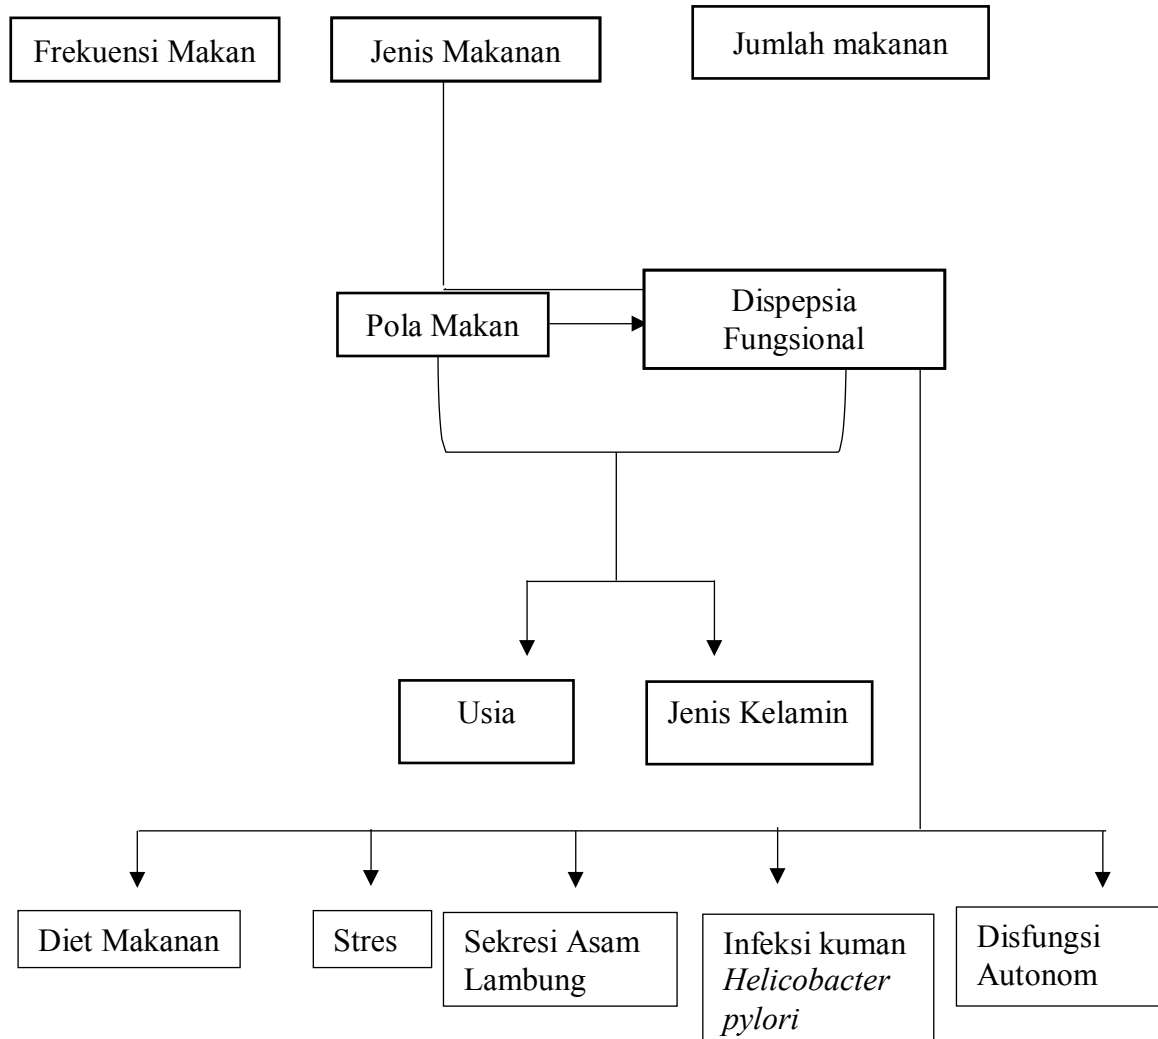 Frekuensi Makan
Jenis Makanan
Jumlah makanan
Pola Makan
Dispepsia
Fungsional
Usia
Jenis Kelamin
Diet Makanan
Stres
Sekresi Asam
Lambung
Infeksi kuman
Helicobacter
pylori
Disfungsi
Autonom